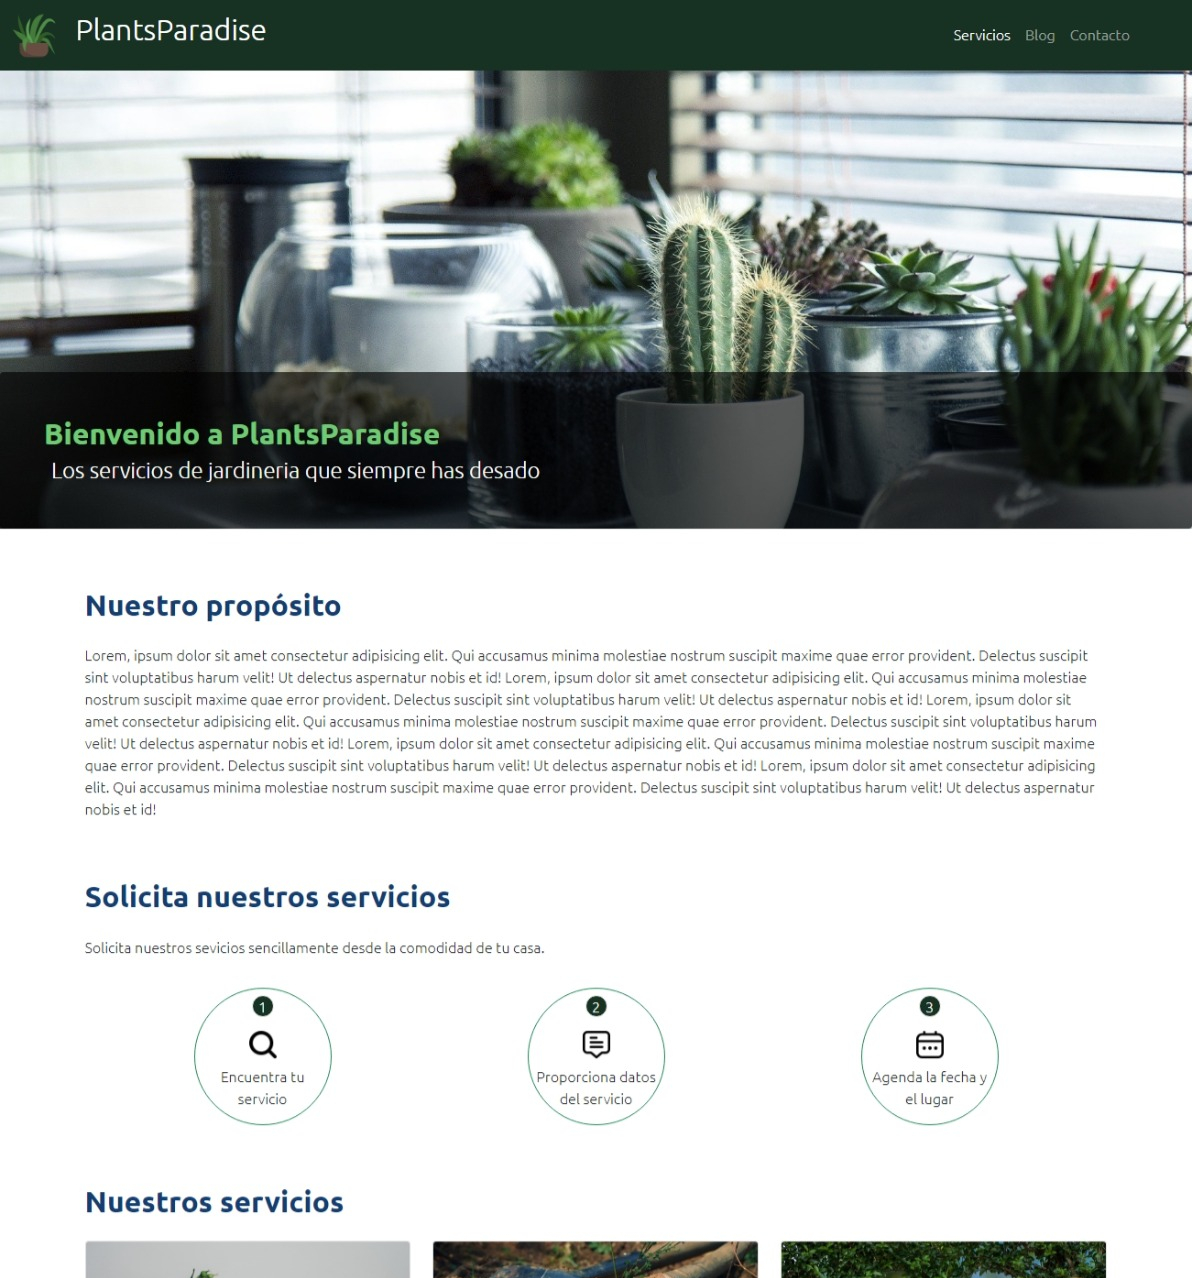 PlantsParadise
Servicios Blog Contacto
Bienvenido a PlantsParadise
Los servicios de jardineria que siempre has desado
Nuestro propósito
Lorem, ipsum dolor sit amet consectetur adipisicing elit. Qui accusamus minima molestiae nostrum suscipit maxime quae error provident. Delectus suscipit
sint voluptatibus harum velit! Ut delectus aspernatur nobis et id! Lorem, ipsum dolor sit amet consectetur adipisicing elit. Qui accusamus minima molestiae
nostrum suscipit maxime quae error provident. Delectus suscipit sint voluptatibus harum velit! Ut delectus aspernatur nobis et id! Lorem, ipsum dolor sit
amet consectetur adipisicing elit. Qui accusamus minima molestiae nostrum suscipit maxime quae error provident. Delectus suscipit sint voluptatibus harum
velit! Ut delectus aspernatur nobis et id! Lorem, ipsum dolor sit amet consectetur adipisicing elit. Qui accusamus minima molestiae nostrum suscipit maxime
quae error provident. Delectus suscipit sint voluptatibus harum velit! Ut delectus aspernatur nobis et id! Lorem, ipsum dolor sit amet consectetur adipisicing
elit. Qui accusamus minima molestiae nostrum suscipit maxime quae error provident. Delectus suscipit sint voluptatibus harum velit! Ut delectus aspernatur
nobis et id!
Solicita nuestros servicios
Solicita nuestros sevicios sencillamente desde la comodidad de tu casa.
1
Encuentra tu
servicio
2
Proporciona datos
del servicio
3
Agenda la fecha y
el lugar
Nuestros servicios